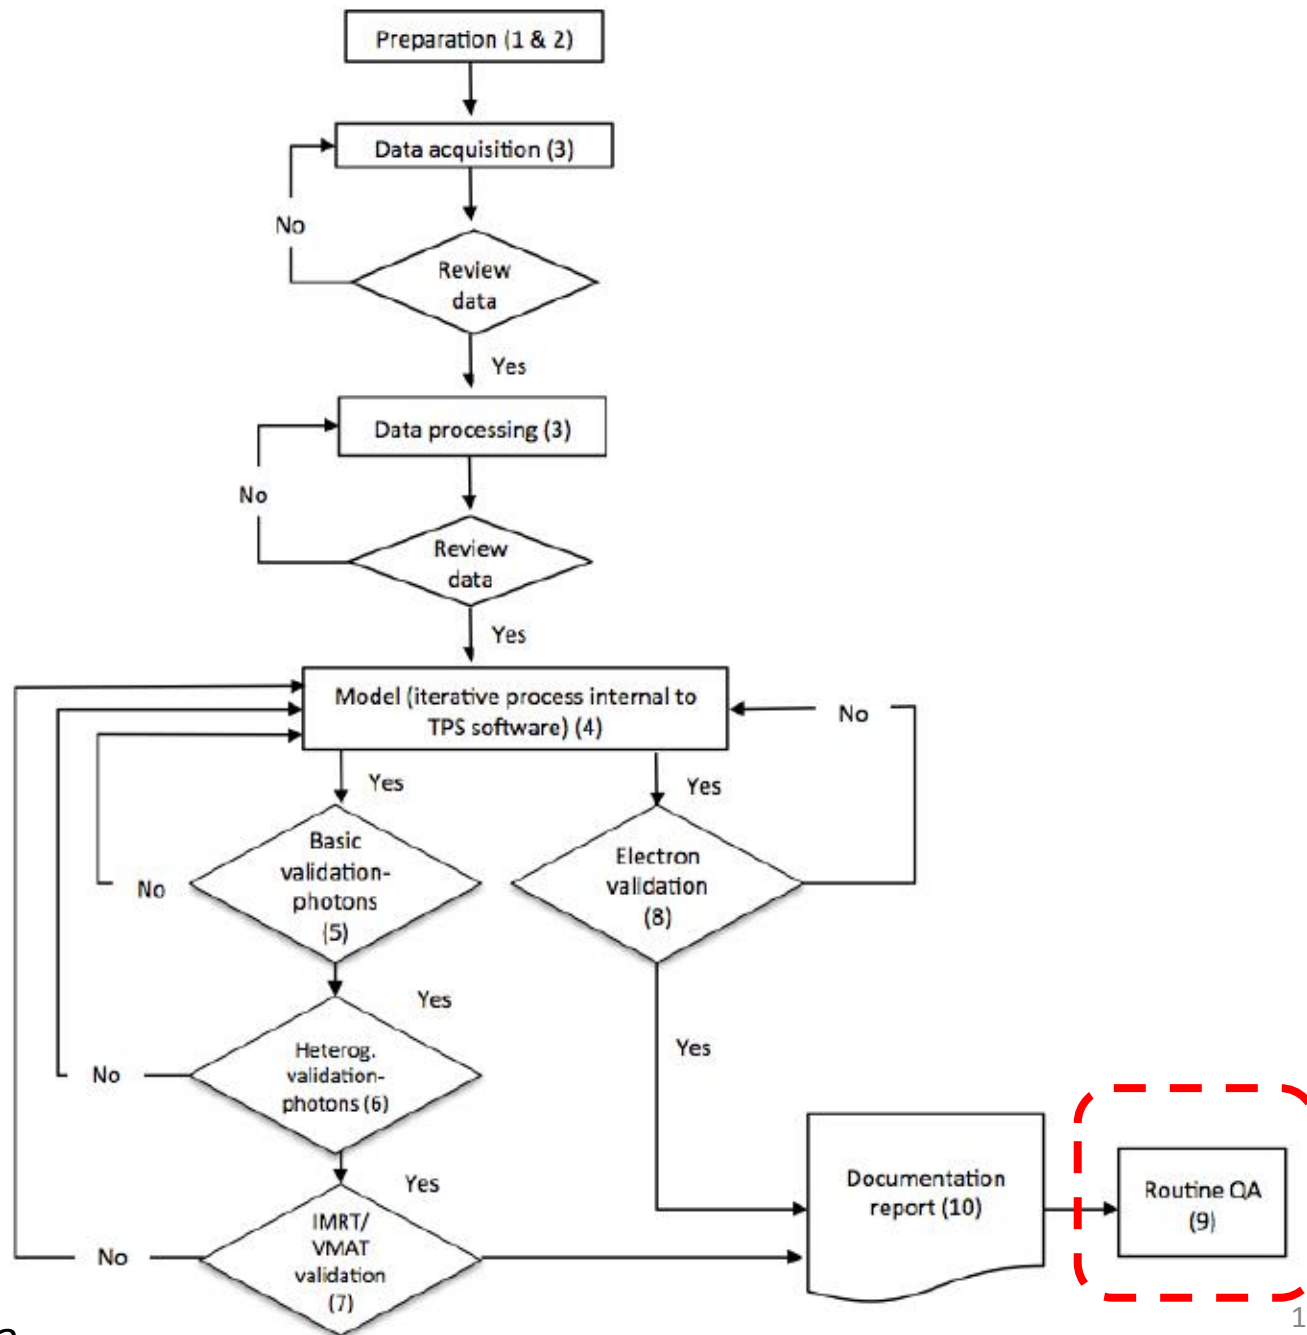 Preparation (1 & 2)
Data acquisition (3)
No
Review
data
Yes
Data processing (3)
No
Review
data
Yes
Model (iterative process internal to
TPS software) (4)
No
Yes
Yes
Basic
validation-
photons
(5)
No
Electron
validation
(8)
Yes
Heterog.
validation-
photons (6)
No
Yes
Yes
IMRT/
VMAT
validation
(7)
No
Documentation
report (10)
Routine QA
(9)
1